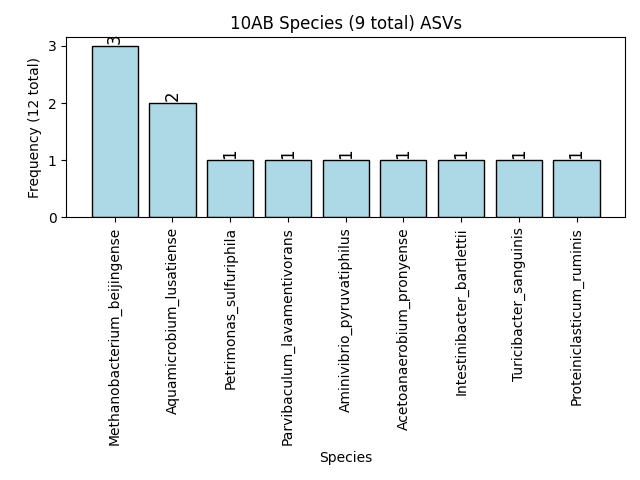 10AB Species (9 total) ASVs
Frequency (12 total)
3
2
1
0
3
2
1
1
1
1
1
1
1
Methanobacterium_beijingense
Aquamicrobium_lusatiense
Petrimonas_sulfuriphila
Parvibaculum_lavamentivorans
Aminivibrio_pyruvatiphilus
Acetoanaerobium_pronyense
Intestinibacter_bartlettii
Turicibacter_sanguinis
Proteiniclasticum_ruminis
Species